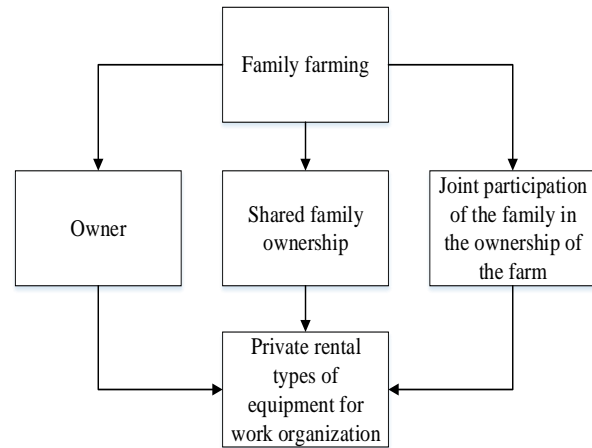 Family farming
Owner
Shared family
ownership
Joint participation
of the family in
the ownership of
the farm
Private rental
types of
equipment for
work organization